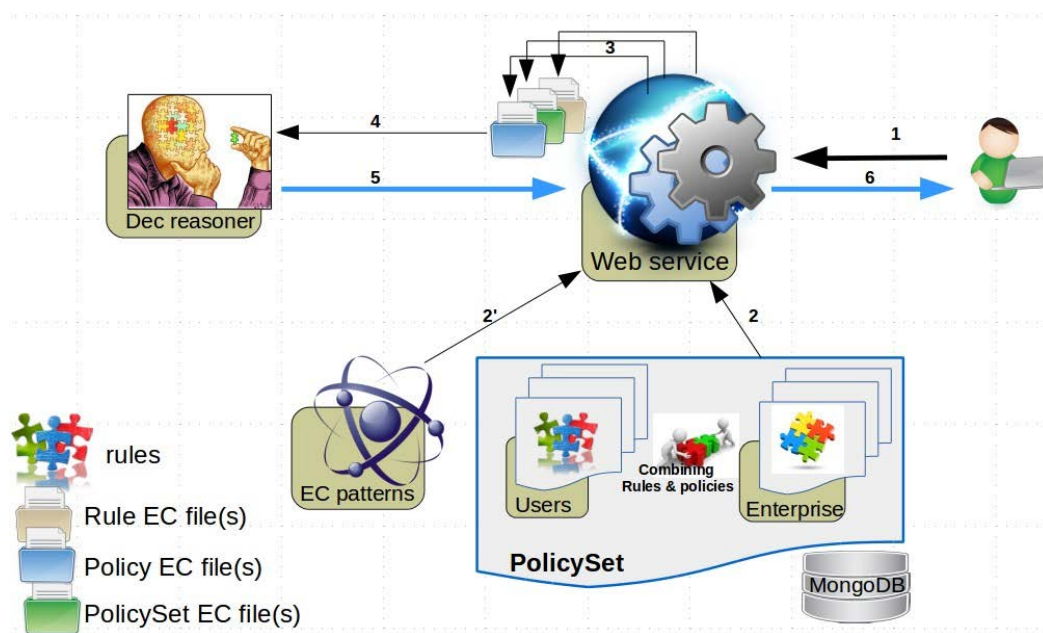 3
4
1
5
6
Dec reasoner
Web service
2'
2
rules
Rule EC file(s)
Policy EC file(s)
PolicySet EC file(s)
EC patterns
Users
Combining
Rules & policies
Enterprise
PolicySet
MongoDB